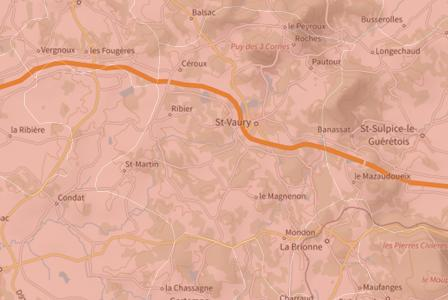 Balsac
le Peyroux
Busserolles
Roches
Puy des 3 Cornes
Vergnoux
les Fougères
Longechaud
Céroux
Pautour
Ribier
St-Vaury
la Ribière
Banassat
St-Sulpice-le-
Guérétois
St-Martin
le Mazaudoueix
Condat
le Magnenon
ac
Mondon
La Brionne
les Pierres Civières
la Chassagne
Maufanges